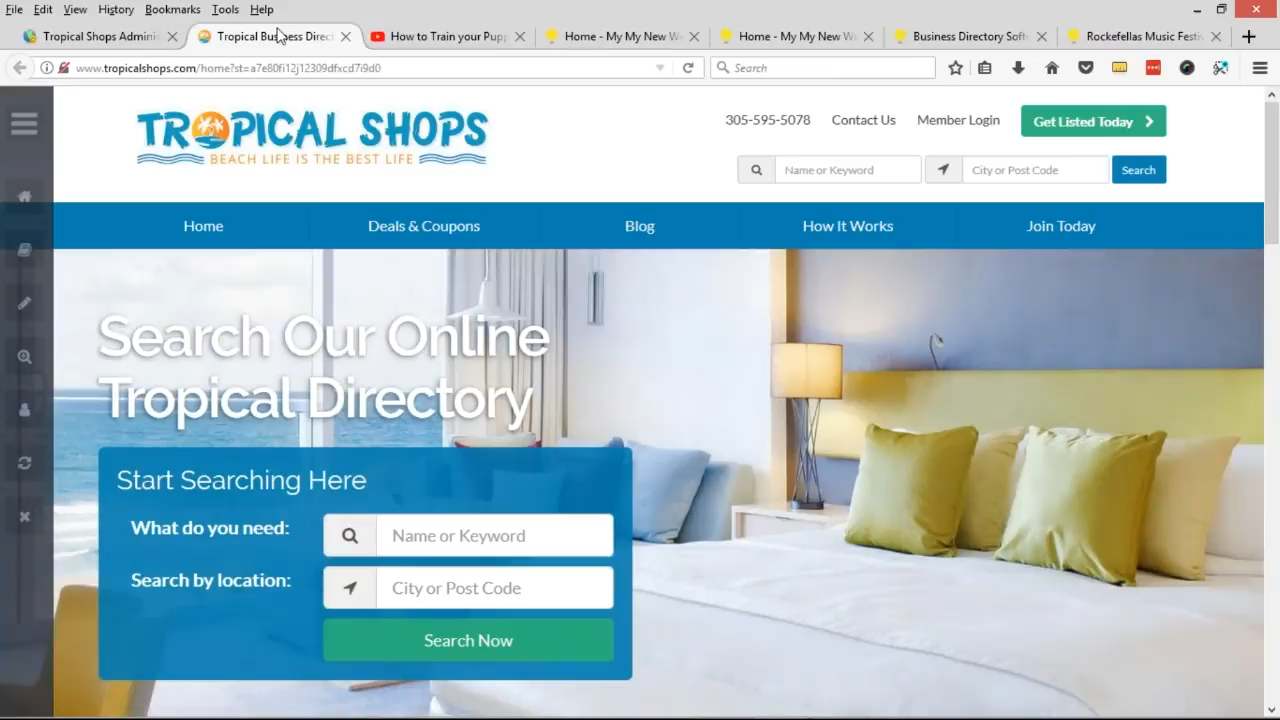 File Edit View History Bookmarks Tools Help
Tropical Shops Admini
Tropical Business Direc
How to Train your Pupp
Home - My My New W
Home - My My New W
Business Directory Soft
Rockefellas Music Festi
www.tropicalshops.com/home?st=a7e80fi12j12309dfxcd7i9d0
Search
TROPICAL SHOPS
BEACH LIFE IS THE BEST LIFE
305-595-5078 Contact Us Member Login Get Listed Today
Name or Keyword City or Post Code Search
Home Deals & Coupons Blog How It Works Join Today
Search Our Online
Tropical Directory
Start Searching Here
What do you need: Name or Keyword
Search by location: City or Post Code
Search Now